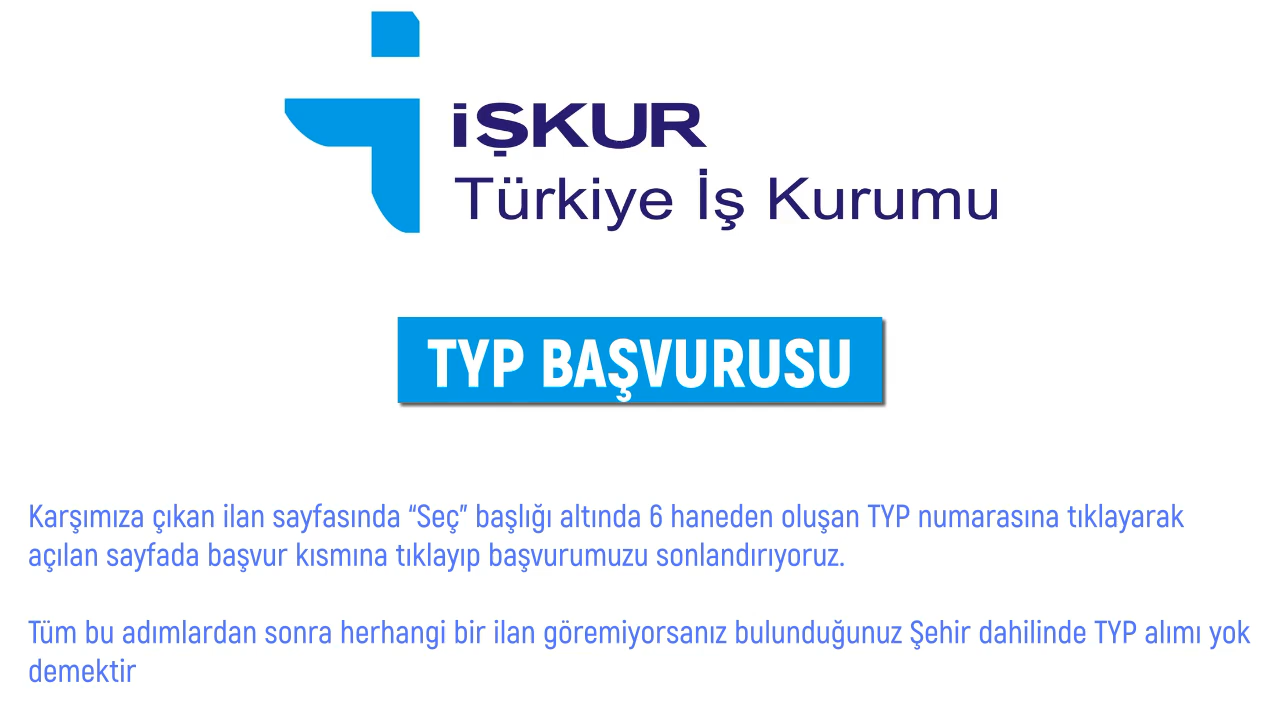 İŞKUR
Türkiye İş Kurumu
TYP BAŞVURUSU
Karşımıza çıkan ilan sayfasında “Seç” başlığı altında 6 haneden oluşan TYP numarasına tıklayarak
açılan sayfada başvur kısmına tıklayıp başvurumuzu sonlandırıyoruz.
Tüm bu adımlardan sonra herhangi bir ilan göremiyorsanız bulunduğunuz Şehir dahilinde TYP alımı yok
demektir